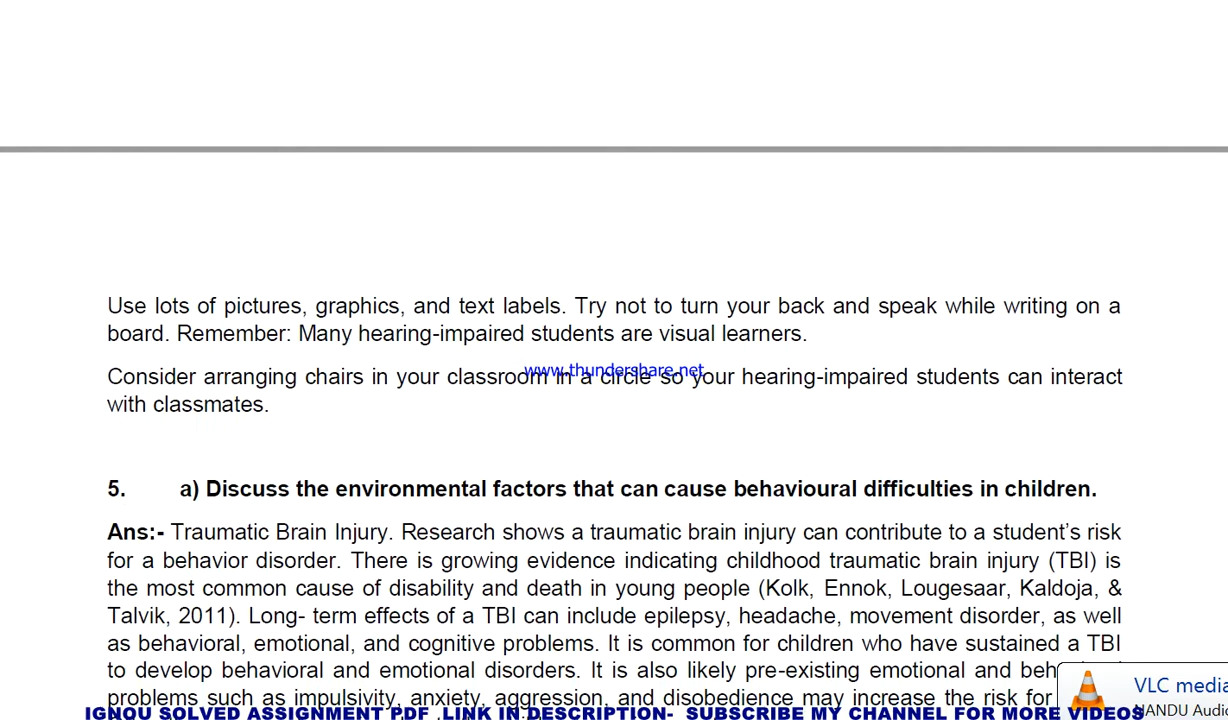 Use lots of pictures, graphics, and text labels. Try not to turn your back and speak while writing on a
board. Remember: Many hearing-impaired students are visual learners.
www.thundershare.net
Consider arranging chairs in your classroom in a circle so your hearing-impaired students can interact
with classmates.
5. a) Discuss the environmental factors that can cause behavioural difficulties in children.
Ans:- Traumatic Brain Injury. Research shows a traumatic brain injury can contribute to a student’s risk
for a behavior disorder. There is growing evidence indicating childhood traumatic brain injury (TBI) is
the most common cause of disability and death in young people (Kolk, Ennok, Lougesaar, Kaldoja, &
Talvik, 2011). Long- term effects of a TBI can include epilepsy, headache, movement disorder, as well
as behavioral, emotional, and cognitive problems. It is common for children who have sustained a TBI
to develop behavioral and emotional disorders. It is also likely pre-existing emotional and
problems such as impulsivity, anxiety, aggression, and disobedience may increase the risk for
VLC media
NANDU Audi
IGNOU SOLVED ASSIGNMENT PDF LINK IN DESCRIPTION- SUBSCRIBE MY CHANNEL FOR MORE VIDEOS